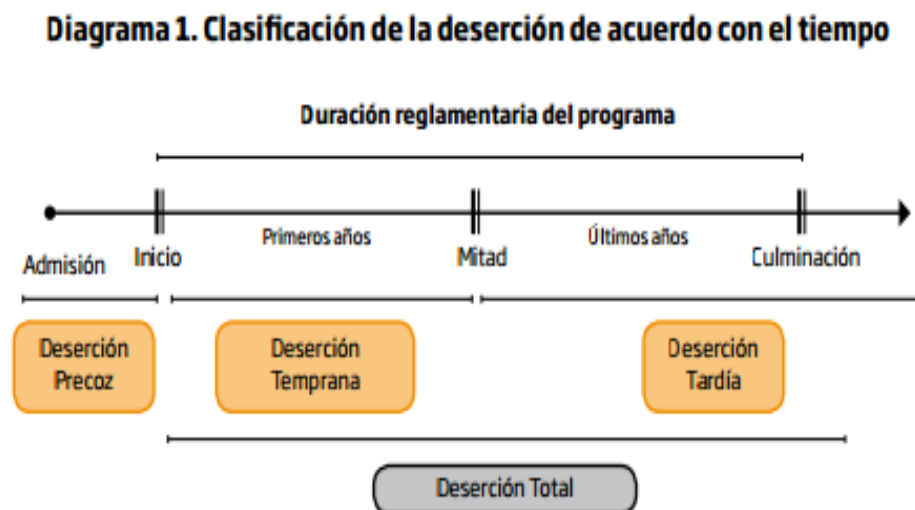 Diagrama 1. Clasificación de la deserción de acuerdo con el tiempo
Duración reglamentaria del programa
Admisión
Inicio
Primeros años
Mitad
Últimos años
Culminación
Deserción
Precoz
Deserción
Temprana
Deserción
Tardía
Deserción Total